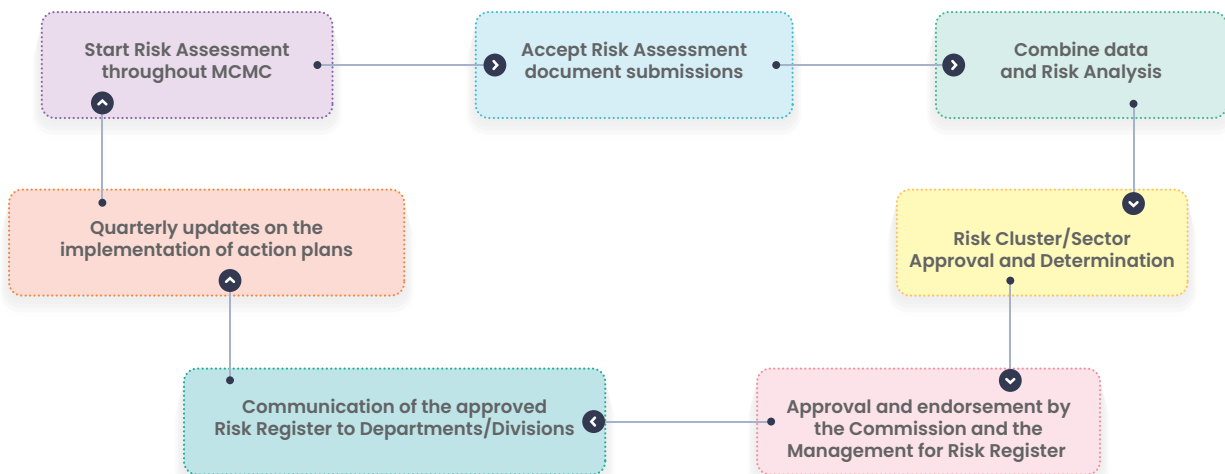 Start Risk Assessment
throughout MCMC
Accept Risk Assessment
document submissions
Combine data
and Risk Analysis
Risk Cluster/Sector
Approval and Determination
Approval and endorsement by
the Commission and the
Management for Risk Register
Communication of the approved
Risk Register to Departments/Divisions
Quarterly updates on the
implementation of action plans